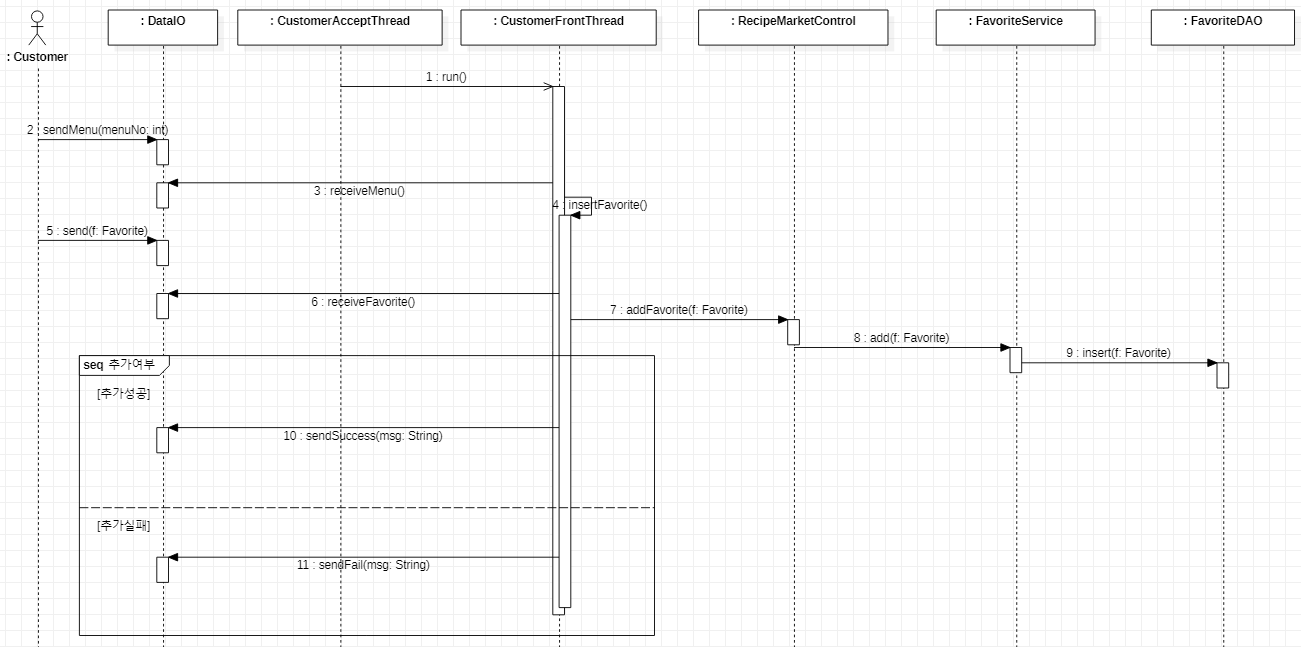 : Customer
: DataIO
: CustomerAcceptThread
: CustomerFrontThread
: RecipeMarketControl
: FavoriteService
: FavoriteDAO
1 : run()
2 : sendMenu(menuNo: int)
3 : receiveMenu()
4 : insertFavorite()
5 : send(f: Favorite)
6 : receiveFavorite()
7 : addFavorite(f: Favorite)
8 : add(f: Favorite)
9 : insert(f: Favorite)
seq 추가여부
[추가성공]
10 : sendSuccess(msg: String)
[추가실패]
11 : sendFail(msg: String)